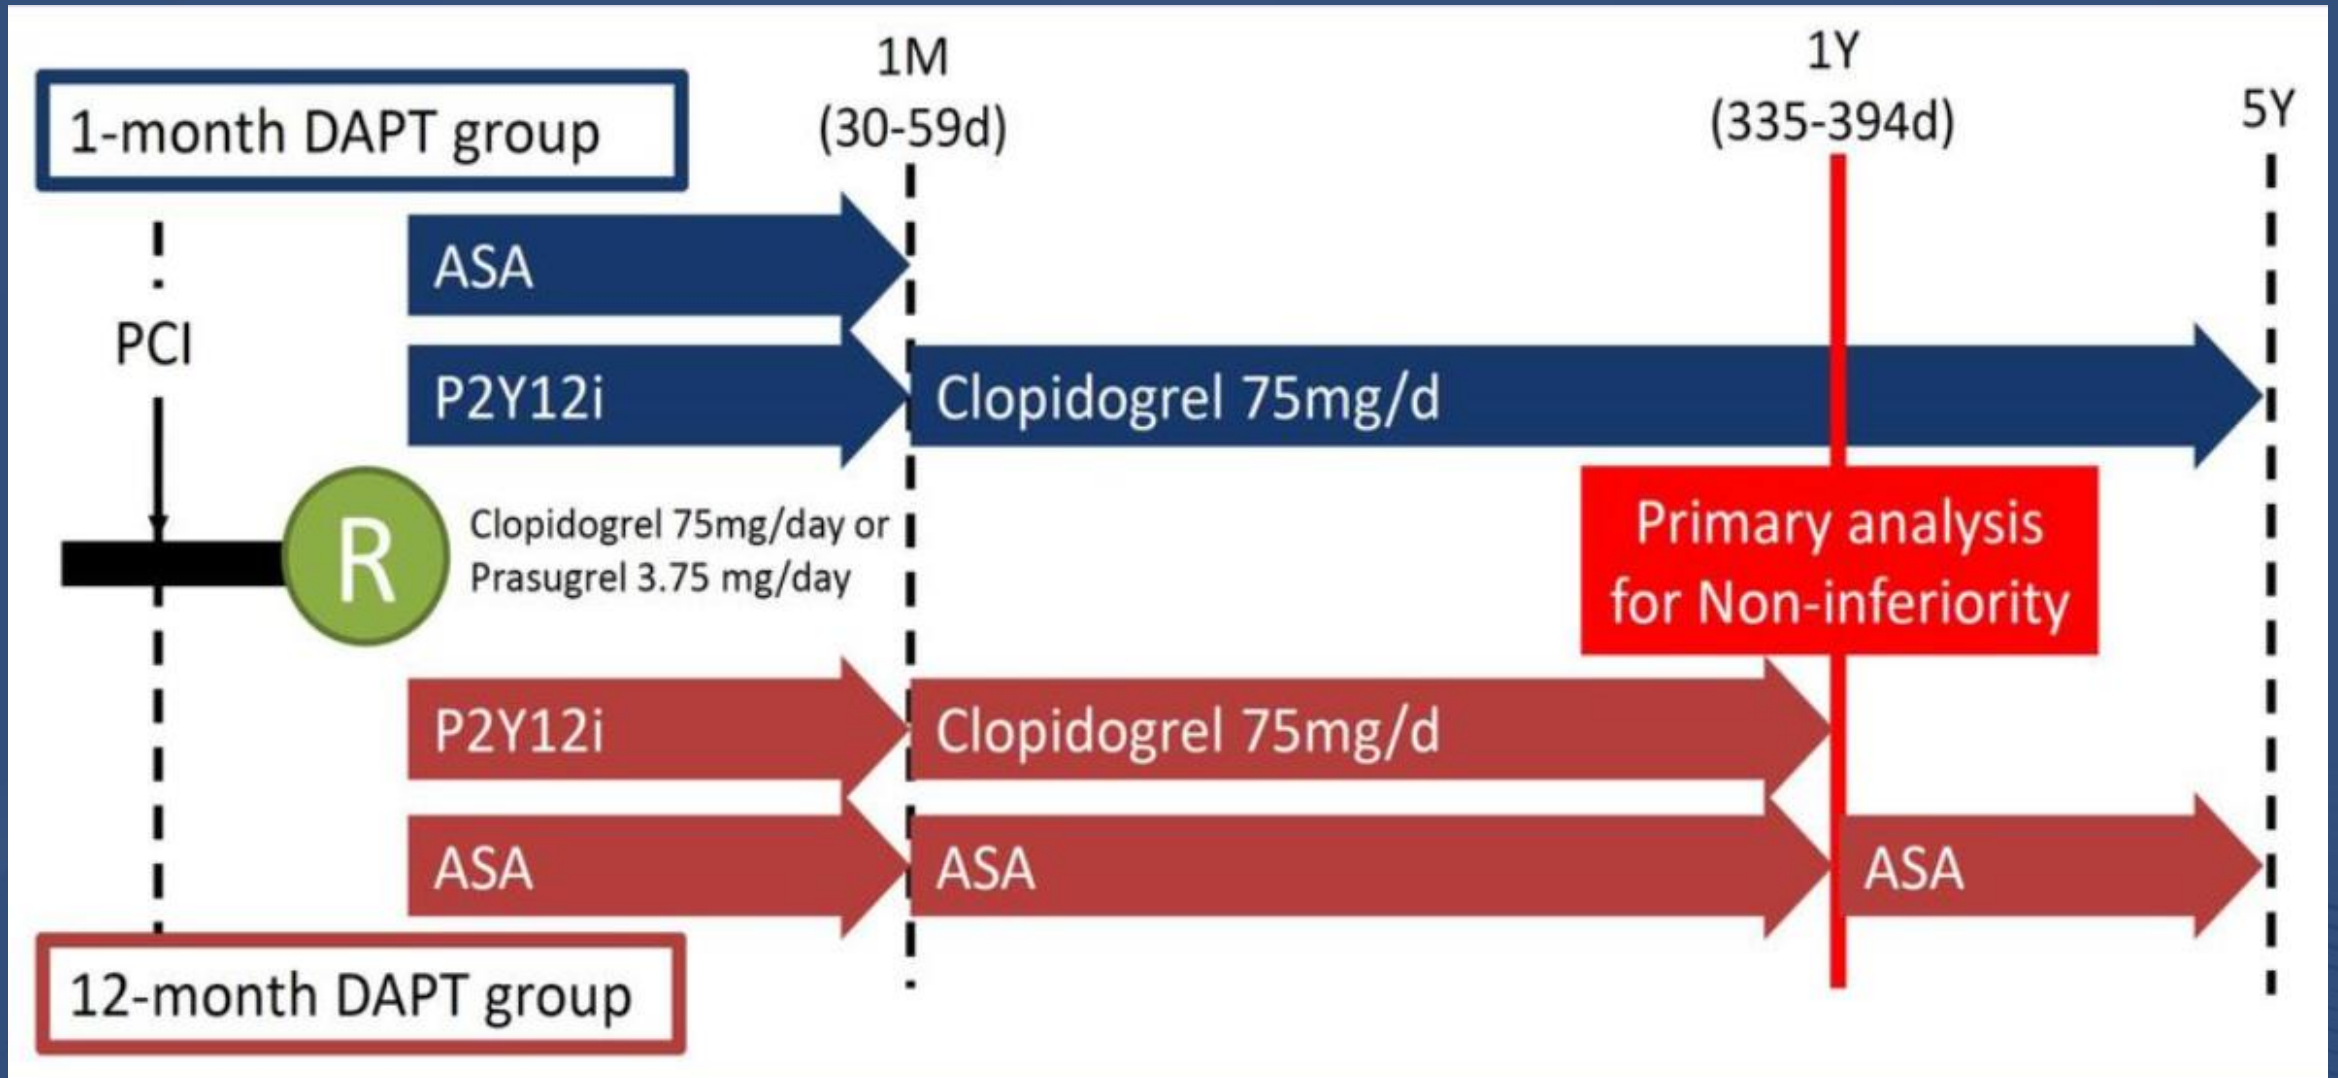 1-month DAPT group
1M
(30-59d)
1Y
(335-394d)
5Y
ASA
PCI
P2Y12i
Clopidogrel 75mg/d
R
Clopidogrel 75mg/day or
Prasugrel 3.75 mg/day
Primary analysis
for Non-inferiority
P2Y12i
Clopidogrel 75mg/d
ASA
ASA
ASA
12-month DAPT group